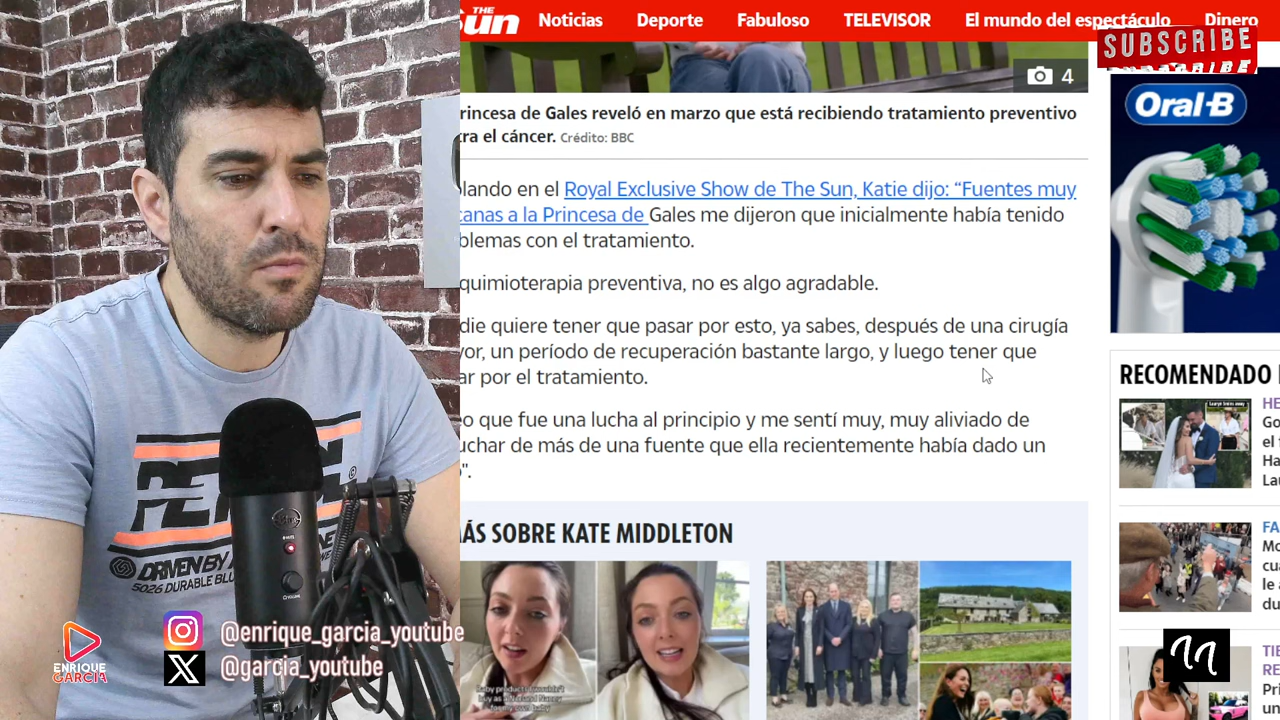 THE
Sun
Noticias
Deporte
Fabuloso
TELEVISOR
El mundo del espectáculo
Dinero
SUBSCRIBE
4
Oral-B
rincesa de Gales reveló en marzo que está recibiendo tratamiento preventivo
tra el cáncer. Crédito: BBC
lando en el Royal Exclusive Show de The Sun, Katie dijo: “Fuentes muy
canas a la Princesa de Gales me dijeron que inicialmente había tenido
blemas con el tratamiento.
quimioterapia preventiva, no es algo agradable.
die quiere tener que pasar por esto, ya sabes, después de una cirugía
yor, un período de recuperación bastante largo, y luego tener que
ar por el tratamiento.
o que fue una lucha al principio y me sentí muy, muy aliviado de
uchar de más de una fuente que ella recientemente había dado un
".
ÁS SOBRE KATE MIDDLETON
RECOMENDADO
HE
Go
el f
Ha
Lau
FA
Mo
cua
le a
du
TIE
RE
Pri
un
DRIVEN BY
5026 DURABLE BLU
@enrique_garcia_youtube
@garcia_youtube
ENRIQUE
GARCIA